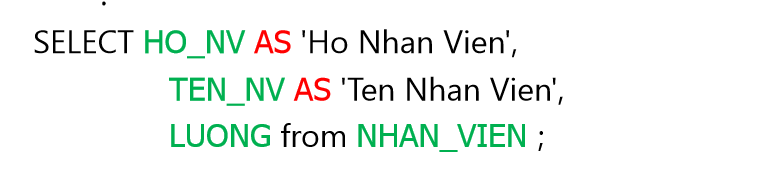 SELECT HO_NV AS 'Ho Nhan Vien',
TEN_NV AS 'Ten Nhan Vien',
LUONG from NHAN_VIEN ;